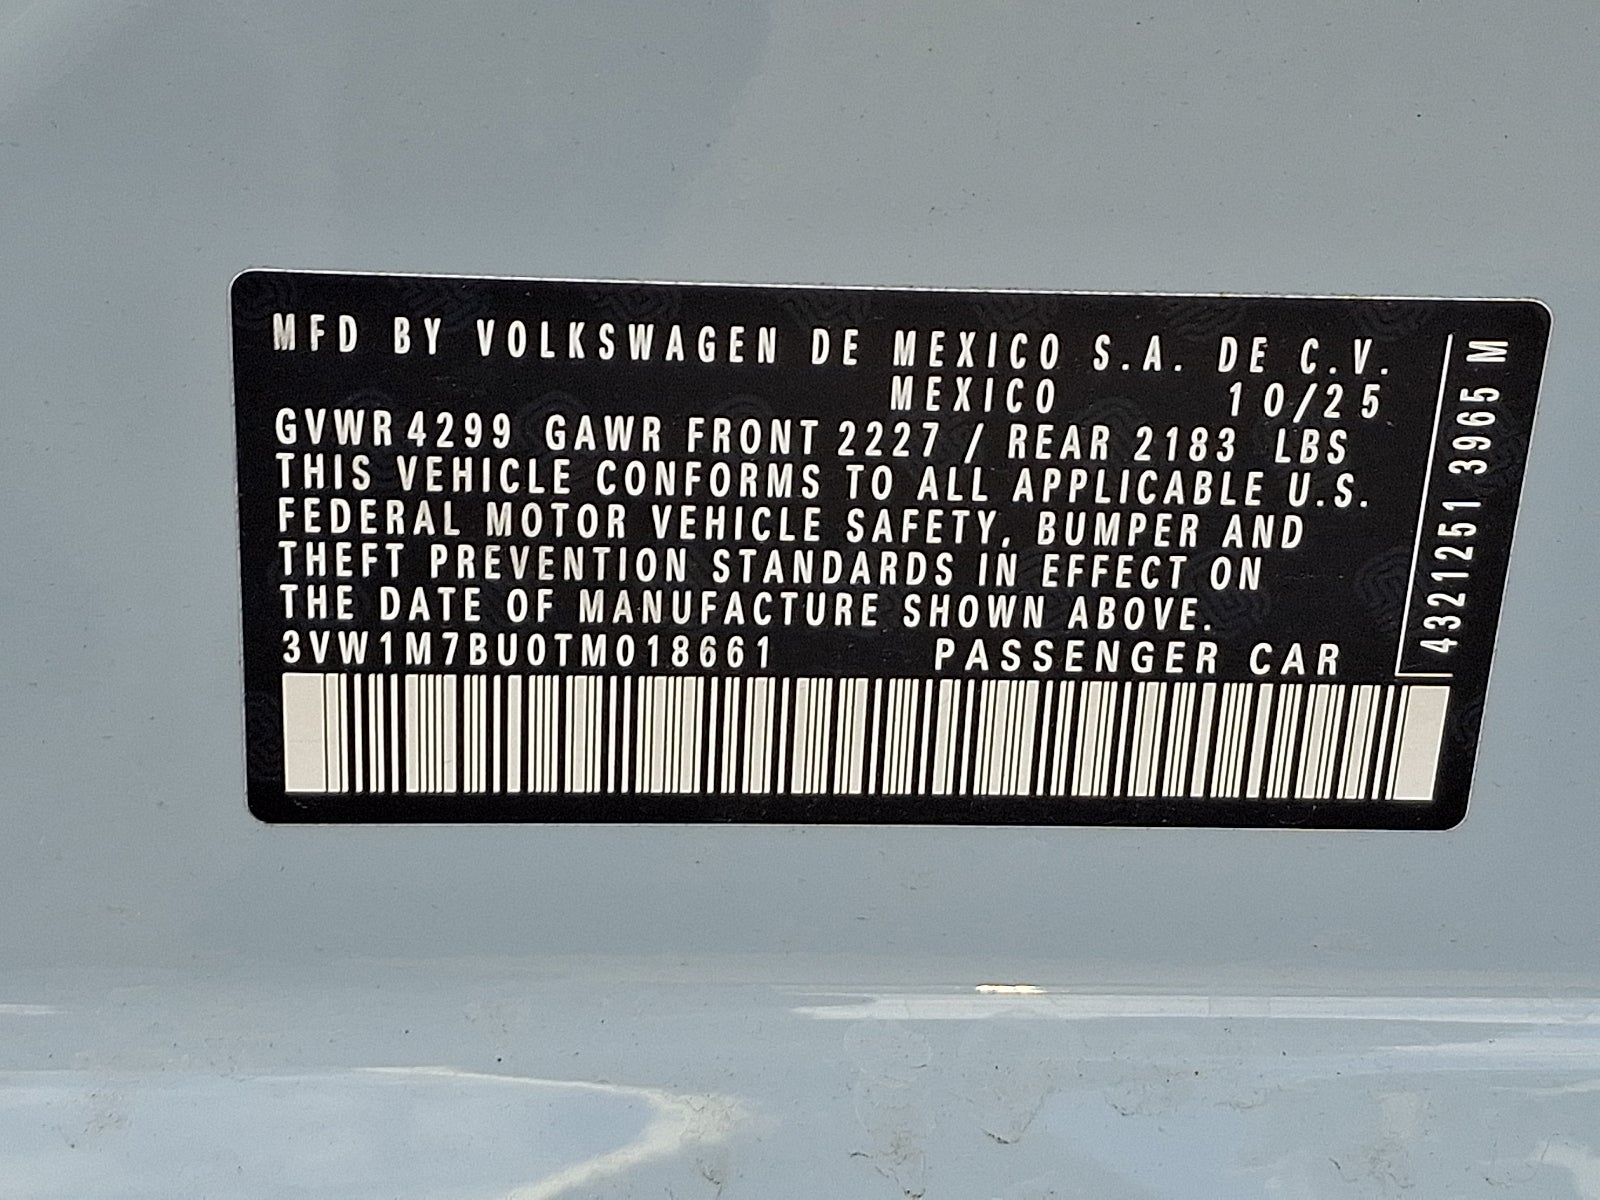 MFD BY VOLKSWAGEN DE MEXICO S.A. DE C.V.
MEXICO 10/25
GVWR 4299 GAWR FRONT 2227 / REAR 2183 LBS
THIS VEHICLE CONFORMS TO ALL APPLICABLE U.S.
FEDERAL MOTOR VEHICLE SAFETY, BUMPER AND
THEFT PREVENTION STANDARDS IN EFFECT ON
THE DATE OF MANUFACTURE SHOWN ABOVE.
3VW1M7BU0TM018661 PASSENGER CAR
4321251 3965 M